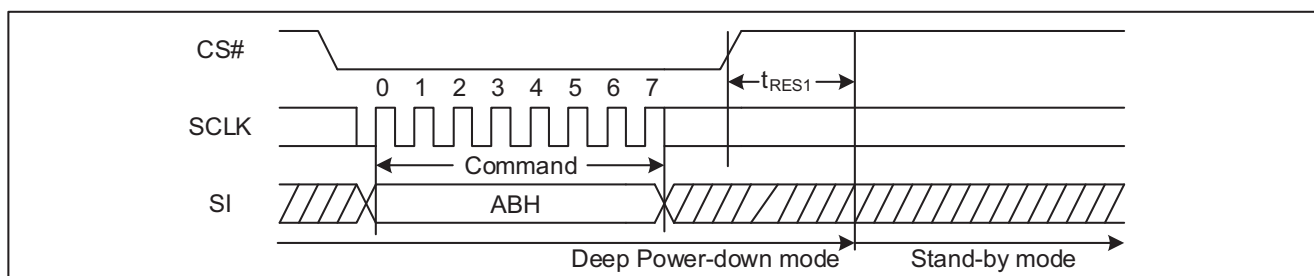 CS#
tRES1
0 1 2 3 4 5 6 7
SCLK
Command
SI
ABH
Deep Power-down mode Stand-by mode